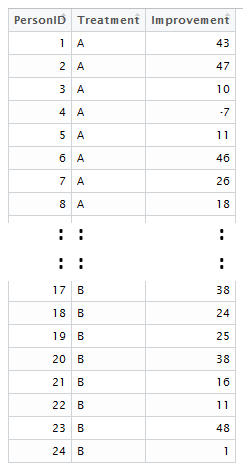 PersonID Treatment Improvement
1 A 43
2 A 47
3 A 10
4 A -7
5 A 11
6 A 46
7 A 26
8 A 18
: : :
: : :
17 B 38
18 B 24
19 B 25
20 B 38
21 B 16
22 B 11
23 B 48
24 B 1